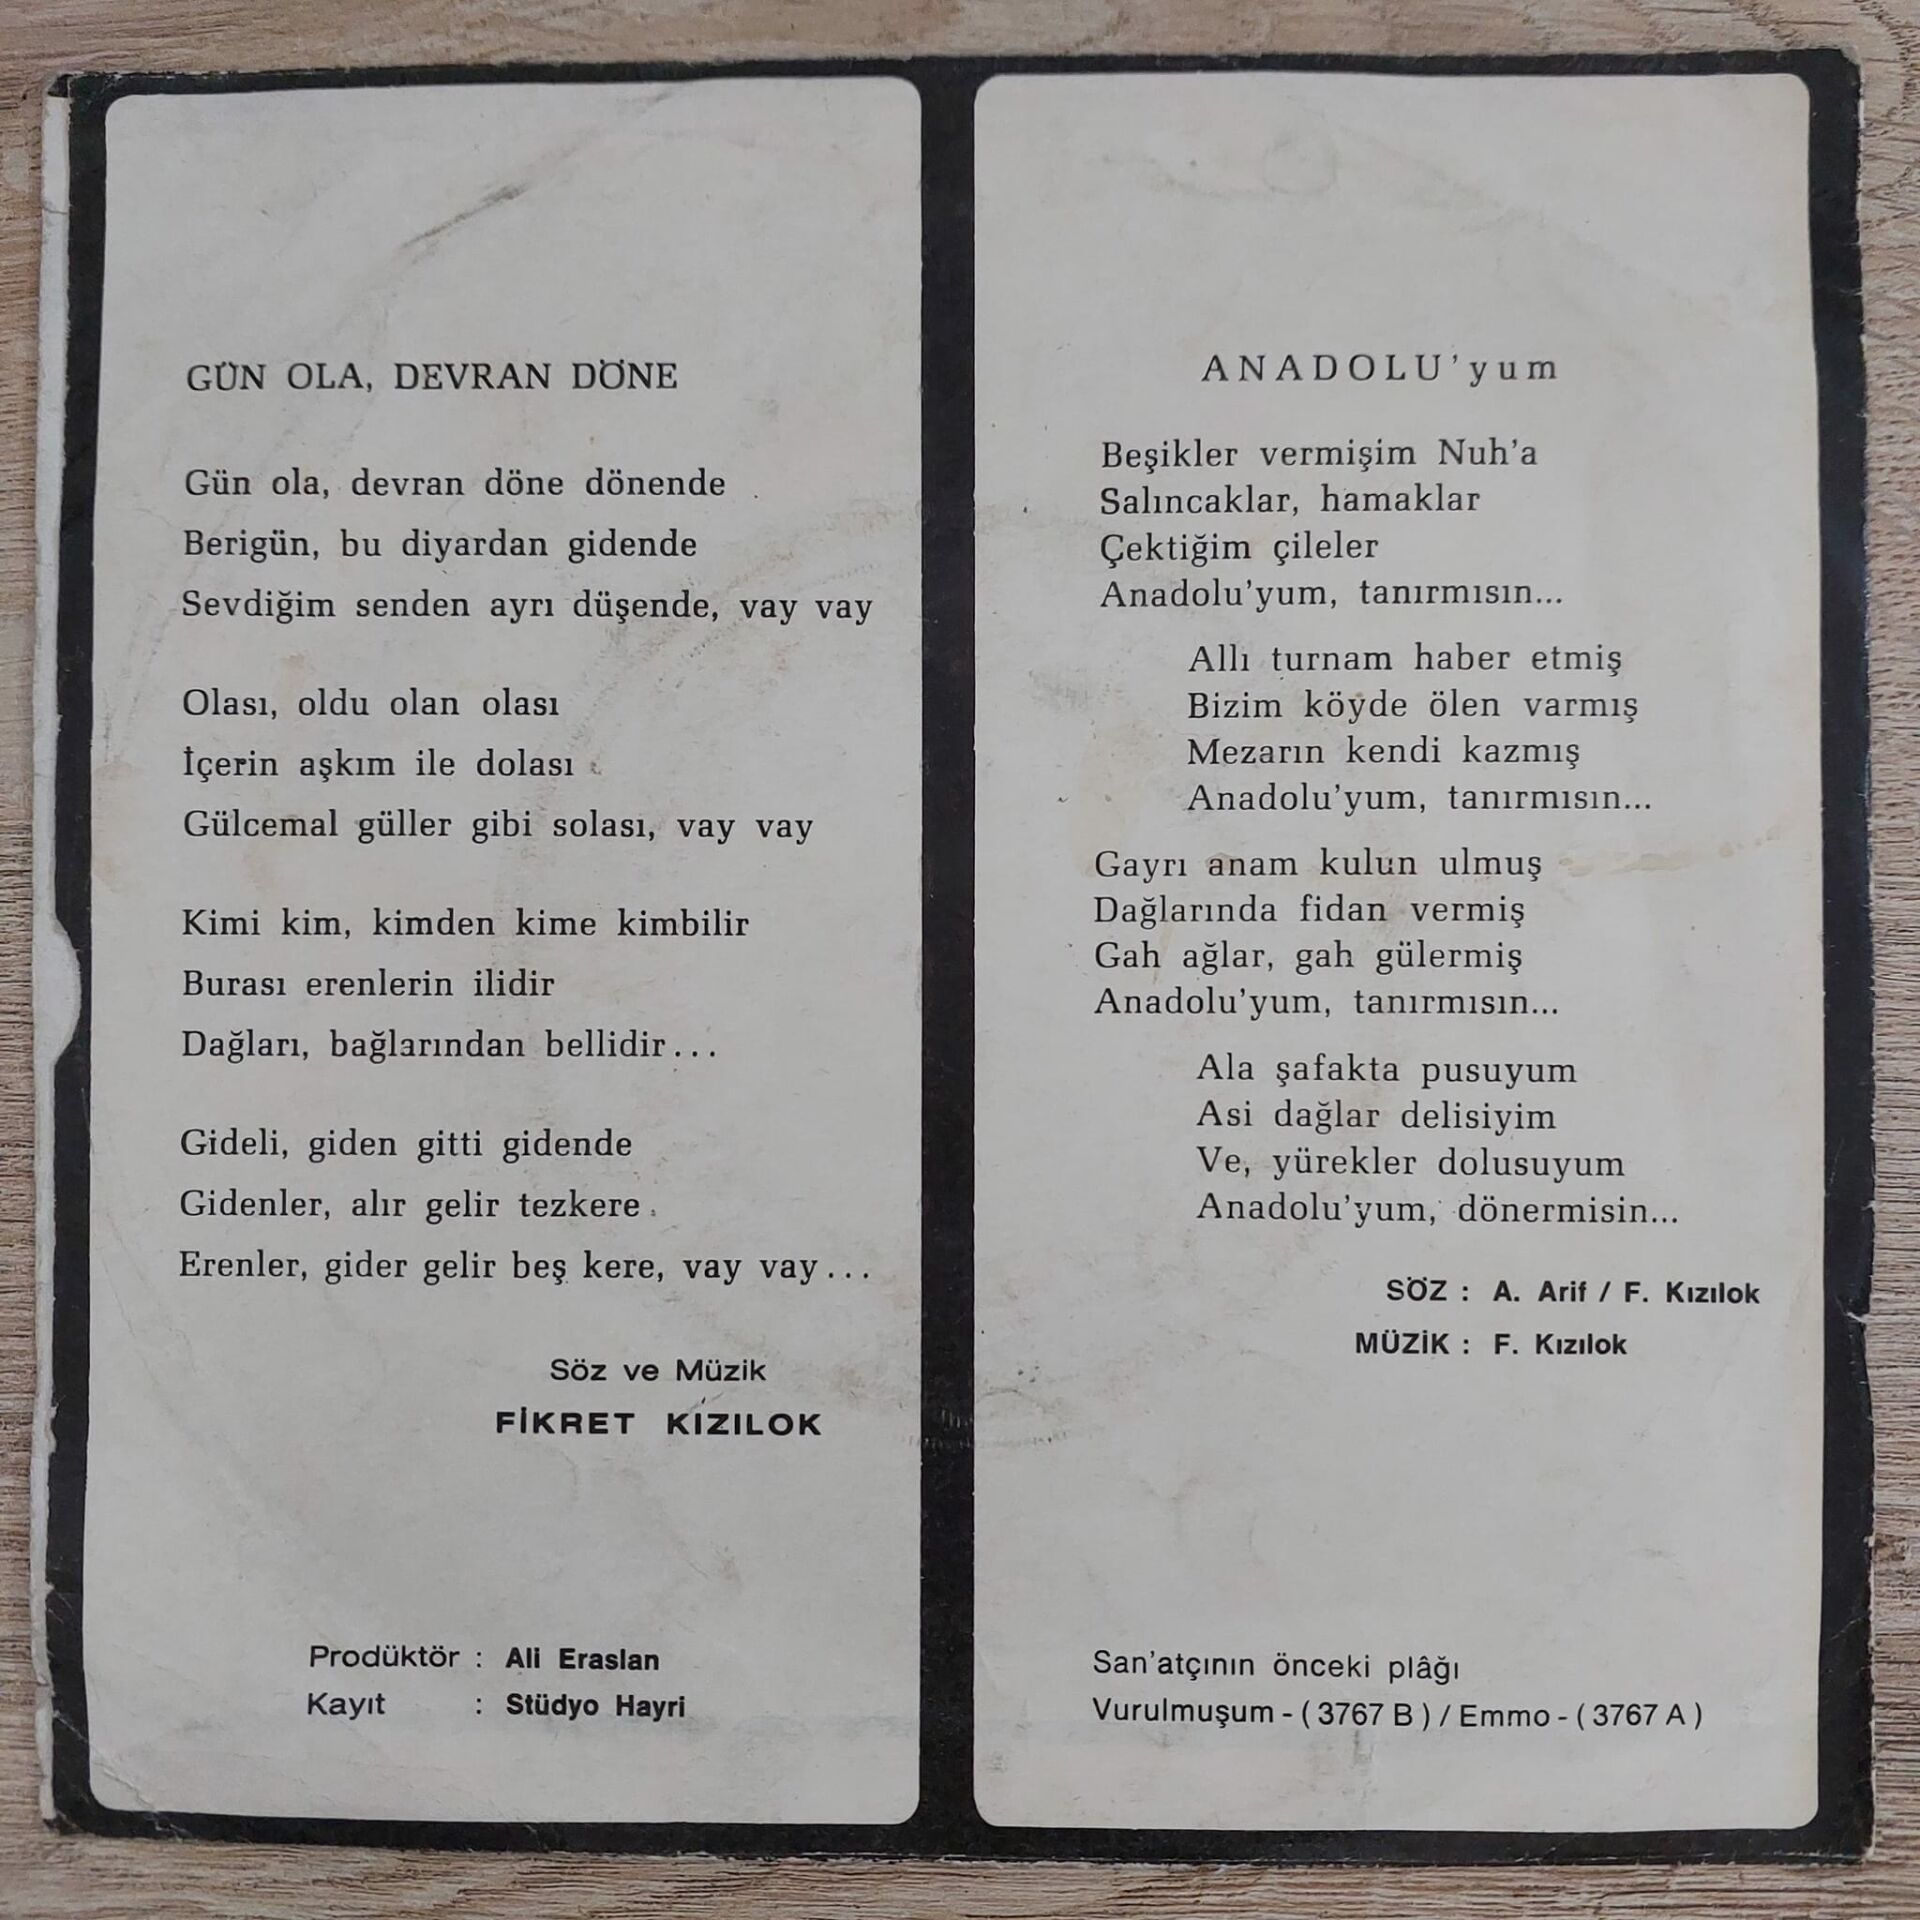 GÜN OLA, DEVRAN DÖNE
Gün ola, devran döne dönende
Berigün, bu diyardan gidende
Sevdiğim senden ayrı düşende, vay vay
Olası, oldu olan olası
İçerin aşkım ile dolası
Gülcemal güller gibi solası, vay vay
Kimi kim, kimden kime kimbilir
Burası erenlerin ilidir
Dağları, bağlarından bellidir...
Gideli, giden gitti gidende
Gidenler, alır gelir tezkere.
Erenler, gider gelir beş kere, vay vay...
Söz ve Müzik
FİKRET KIZILOK
Prodüktör : Ali Eraslan
Kayıt : Stüdyo Hayri
ANADOLU'yum
Beşikler vermişim Nuh'a
Salıncaklar, hamaklar
Çektiğim çileler
Anadolu'yum, tanırmısın...
Allı turnam haber etmiş
Bizim köyde ölen varmış
Mezarın kendi kazmış
Anadolu'yum, tanırmısın...
Gayrı anam kulun ulmuş
Dağlarında fidan vermiş
Gah ağlar, gah gülermiş
Anadolu'yum, tanırmısın...
Ala şafakta pusuyum
Asi dağlar delisiyim
Ve, yürekler dolusuyum
Anadolu'yum, dönermisin...
SÖZ : A. Arif / F. Kızılok
MÜZİK : F. Kızılok
San'atçının önceki plâğı
Vurulmuşum - ( 3767 B ) / Emmo - ( 3767 A )